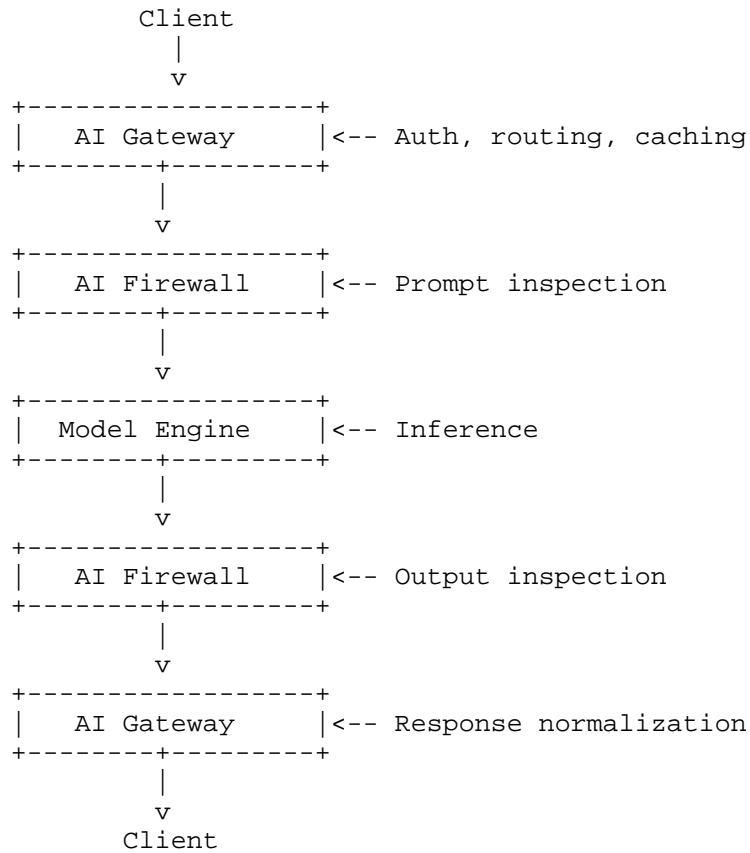 Client
AI Gateway <-- Auth, routing, caching
AI Firewall <-- Prompt inspection
Model Engine <-- Inference
AI Firewall <-- Output inspection
AI Gateway <-- Response normalization
Client